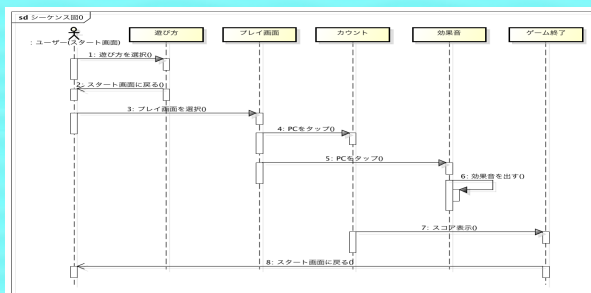 sd シーケンス図0
: ユーザー(スタート画面)
遊び方
プレイ画面
カウント
効果音
ゲーム終了
1: 遊び方を選択()
2: スタート画面に戻る()
3: プレイ画面を選択()
4: PCをタップ()
5: PCをタップ()
6: 効果音を出す()
7: スコア表示()
8: スタート画面に戻る()